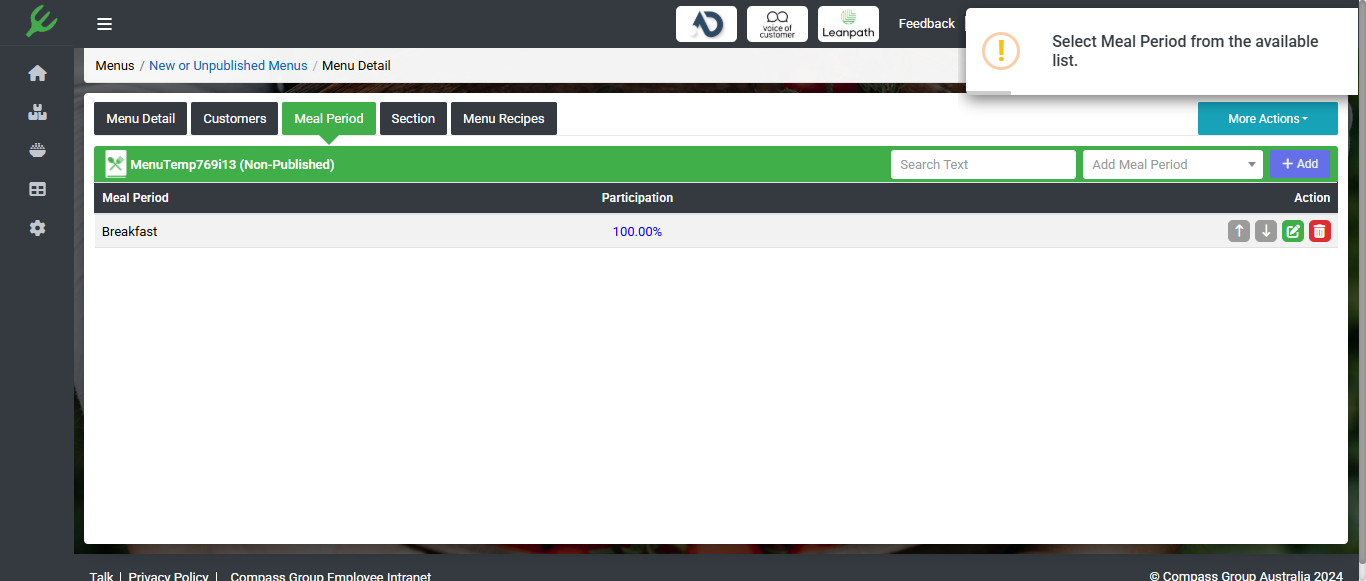 voice of
customer
Leanpath
Feedback
Select Meal Period from the available
list.
Menus / New or Unpublished Menus / Menu Detail
Menu Detail
Customers
Meal Period
Section
Menu Recipes
More Actions
MenuTemp769i13 (Non-Published)
Search Text
Add Meal Period
+ Add
Meal Period
Participation
Action
Breakfast
100.00%
Talk | Privacy Policy | Compass Group Employee Intranet
© Compass Group Australia 2024